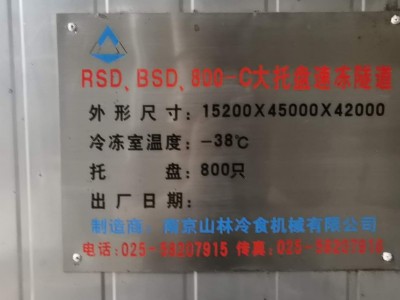 RSD、BSD、800-C大托盘速冻隧道
外形尺寸：15200X45000X42000
冷冻室温度：-38℃
托 盘：800只
出厂日期：
制造商：南京山林冷食机械有限公司
电话：025-58207915 传真：025-58207916